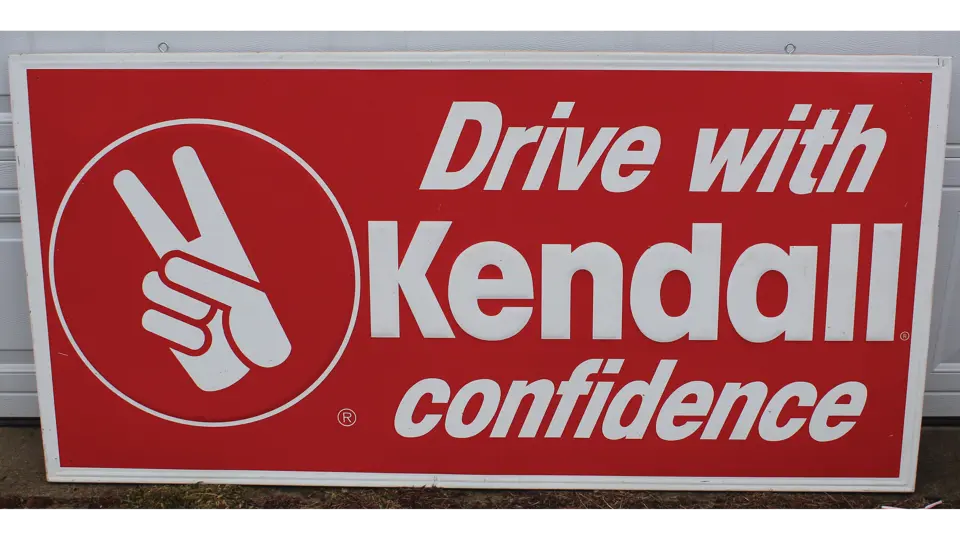 Drive with
Kendall®
confidence
®